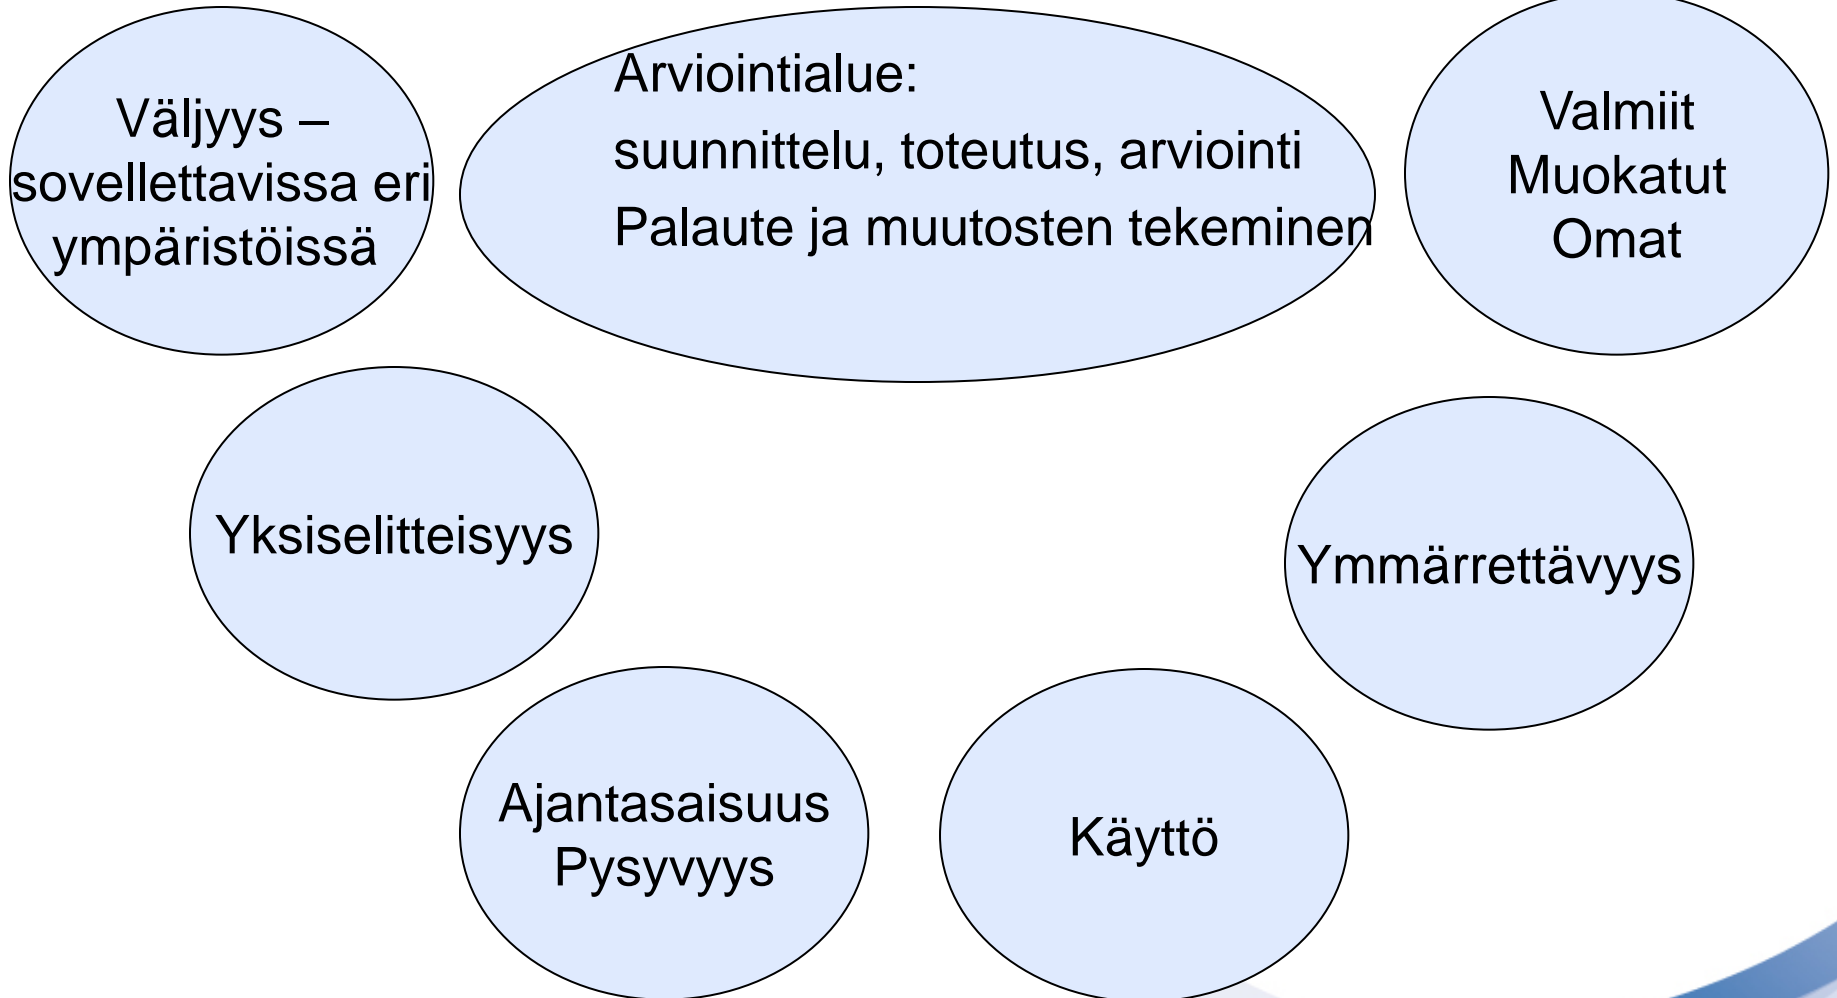 Väljyys –
sovellettavissa eri
ympäristöissä
Arviointialue:
suunnittelu, toteutus, arviointi
Palaute ja muutosten tekeminen
Valmiit
Muokatut
Omat
Yksiselitteisyys
Ymmärrettävyys
Ajantasaisuus
Pysyvyys
Käyttö